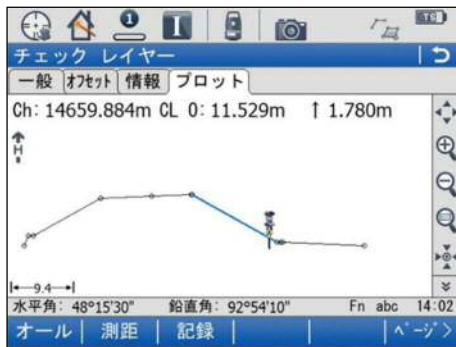 1 I TS
チェック レイヤー
一般 オフセット 情報 プロット
Ch: 14659.884m CL O: 11.529m ↑ 1.780m
H
9.4
水平角: 48°15'30" 鉛直角: 92°54'10" Fn abc 14:02
オール 測距 記録 ページ>